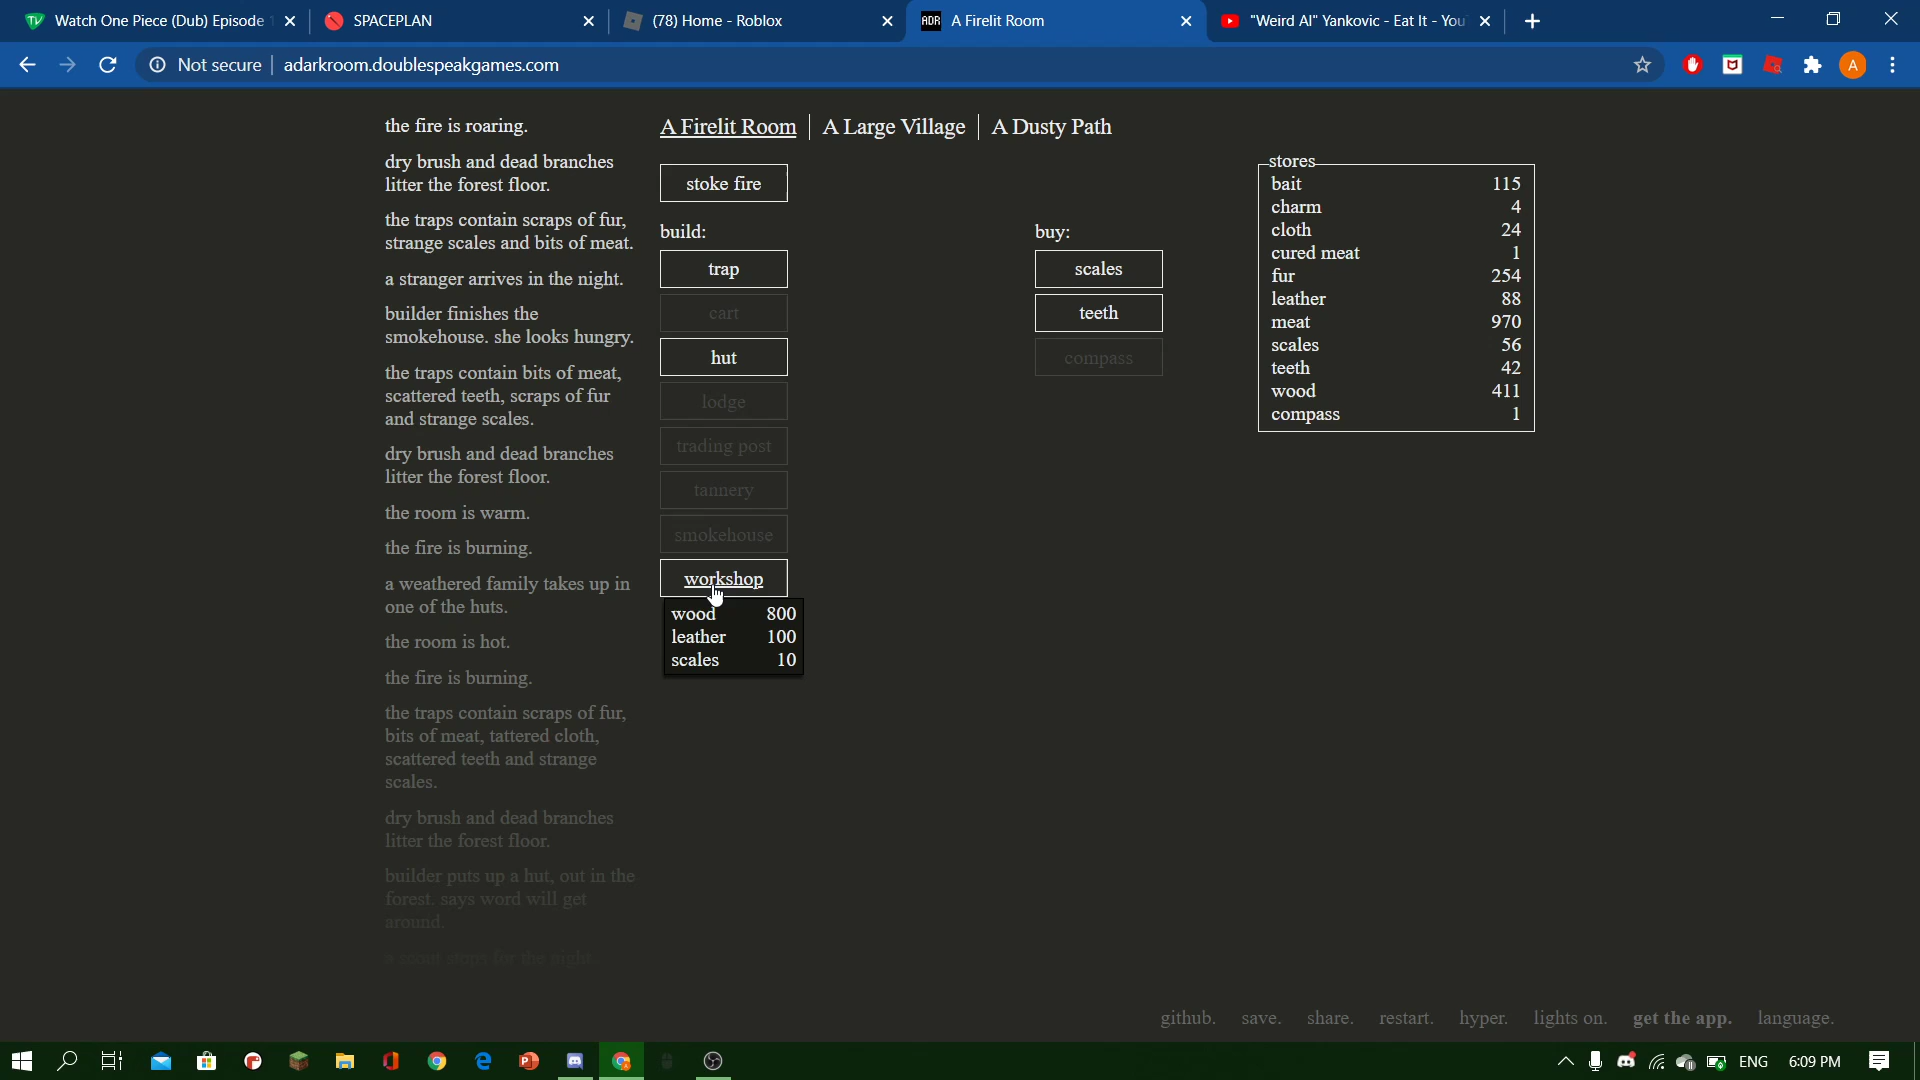 Watch One Piece (Dub) Episode
SPACEPLAN
(78) Home - Roblox
ADR
A Firelit Room
"Weird Al" Yankovic - Eat It - You
Not secure
adarkroom.doublespeakgames.com
A
the fire is roaring.
dry brush and dead branches
litter the forest floor.
the traps contain scraps of fur,
strange scales and bits of meat.
a stranger arrives in the night.
builder finishes the
smokehouse. she looks hungry.
the traps contain bits of meat,
scattered teeth, scraps of fur
and strange scales.
dry brush and dead branches
litter the forest floor.
the room is warm.
the fire is burning.
a weathered family takes up in
one of the huts.
the room is hot.
the fire is burning.
the traps contain scraps of fur,
bits of meat, tattered cloth,
scattered teeth and strange
scales.
dry brush and dead branches
litter the forest floor.
builder puts up a hut, out in the
forest. says word will get
around.
a scout stops for the night.
A Firelit Room
A Large Village
A Dusty Path
stoke fire
build:
trap
cart
hut
lodge
trading post
tannery
smokehouse
workshop
wood 800
leather 100
scales 10
buy:
scales
teeth
compass
stores
bait 115
charm 4
cloth 24
cured meat 1
fur 254
leather 88
meat 970
scales 56
teeth 42
wood 411
compass 1
github. save. share. restart. hyper. lights on. get the app. language.
ENG
6:09 PM